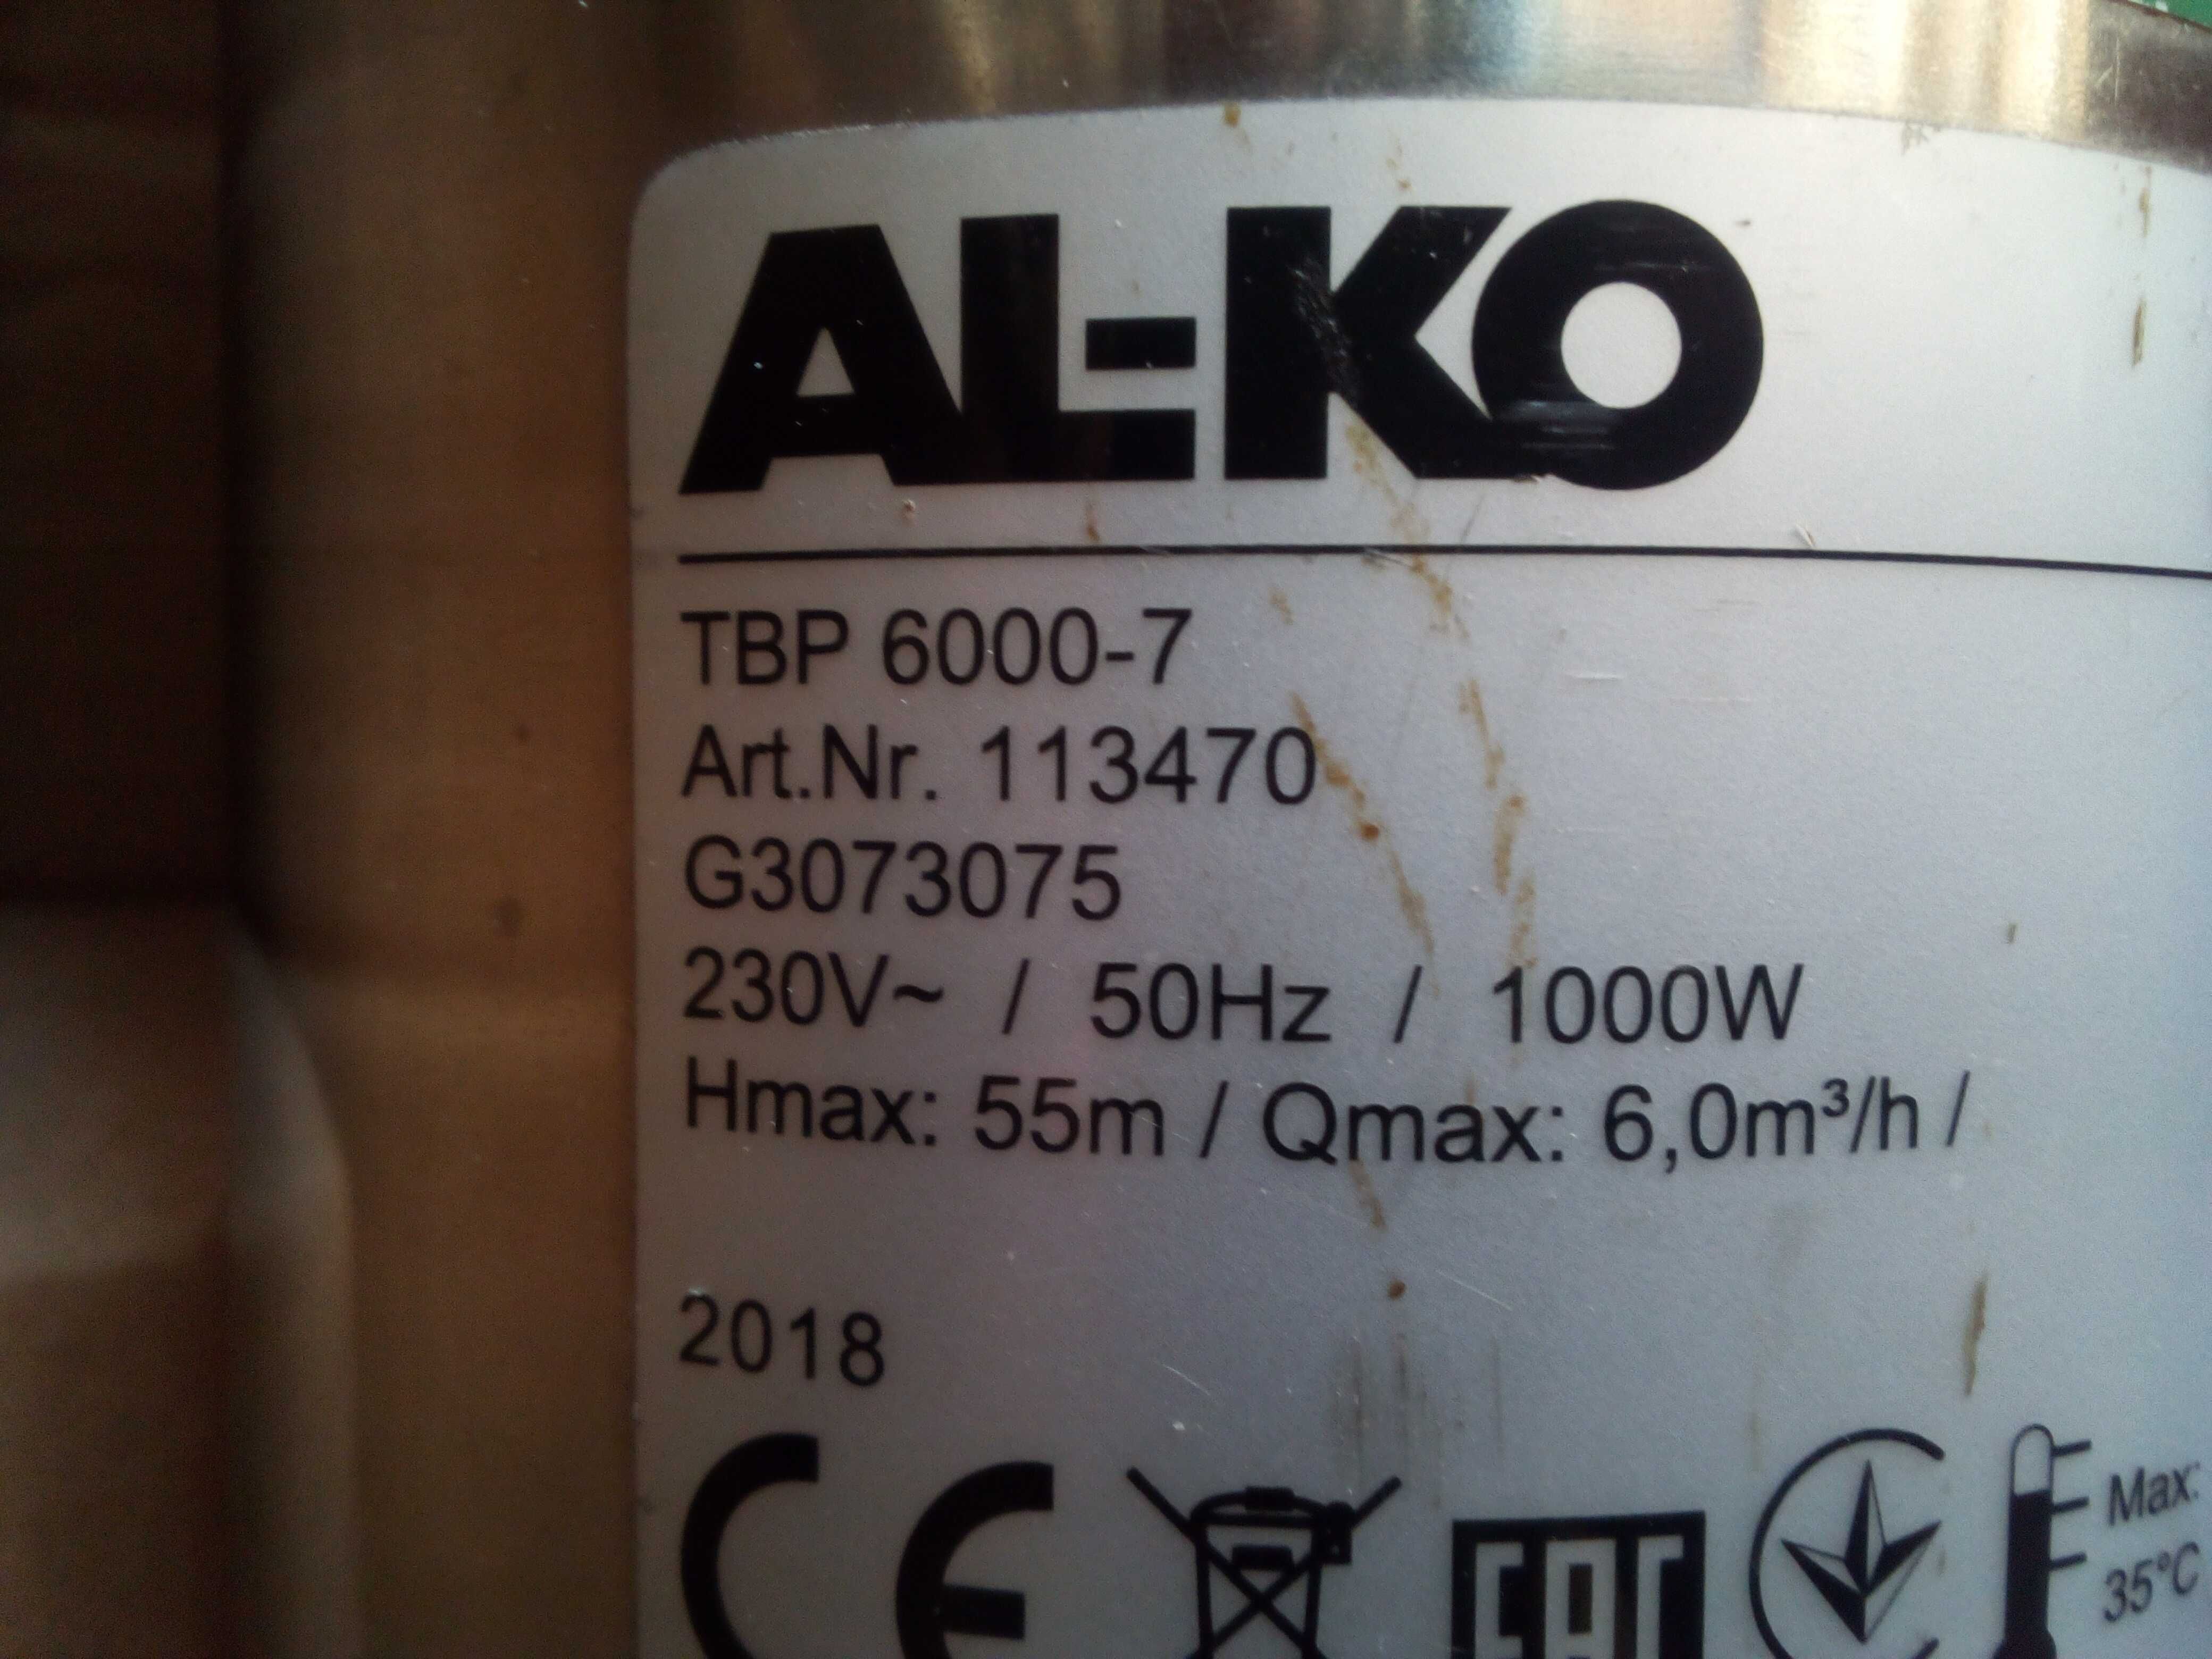 AL-KO
TBP 6000-7
Art.Nr. 113470
G3073075
230V~ / 50Hz / 1000W
Hmax: 55m / Qmax: 6,0m³/h /
2018
CE
EAC
Max:
35°C